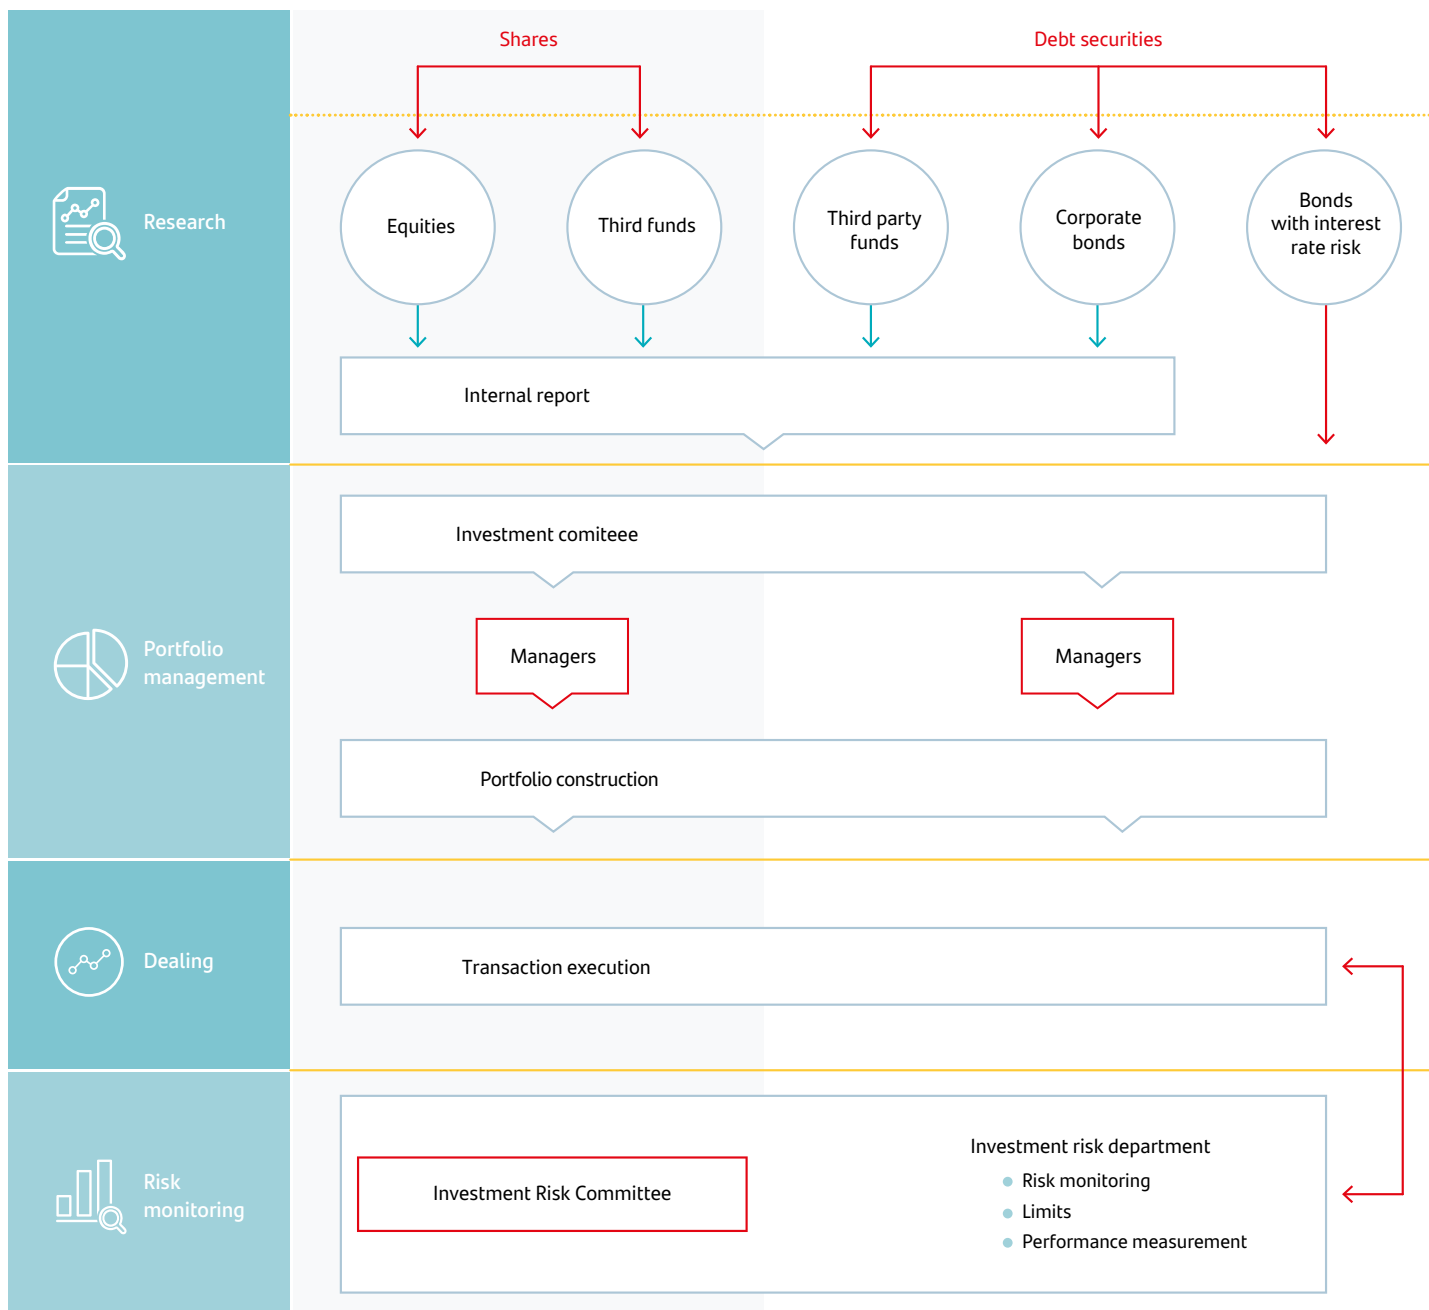 Shares
Debt securities
Research
Equities
Third funds
Third party
funds
Corporate
bonds
Bonds
with interest
rate risk
Internal report
Portfolio
management
Investment comiteee
Managers
Managers
Portfolio construction
Dealing
Transaction execution
Risk
monitoring
Investment Risk Committee
Investment risk department
Risk monitoring
Limits
Performance measurement